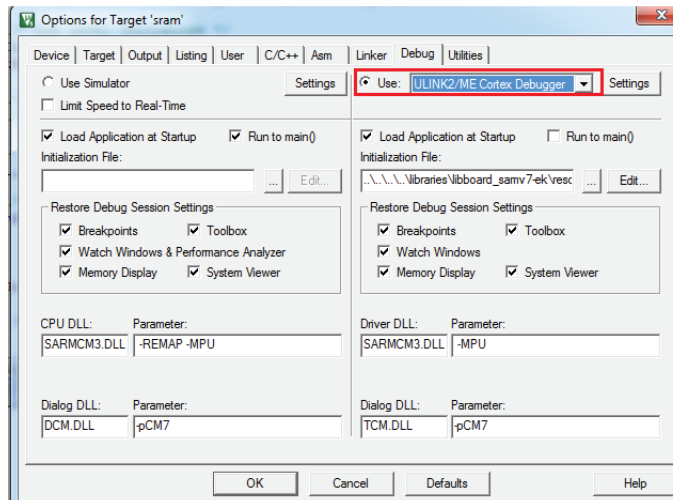 Options for Target 'sram'
Device Target Output Listing User C/C++ Asm Linker Debug Utilities
Use Simulator Settings Use: ULINK2/ME Cortex Debugger Settings
Limit Speed to Real-Time
Load Application at Startup Run to main() Load Application at Startup Run to main()
Initialization File: Initialization File:
... Edit... ..\..\..\..\libraries\libboard_samv7-ek\resc ... Edit...
Restore Debug Session Settings Restore Debug Session Settings
Breakpoints Toolbox Breakpoints Toolbox
Watch Windows & Performance Analyzer Watch Windows
Memory Display System Viewer Memory Display System Viewer
CPU DLL: Parameter: Driver DLL: Parameter:
SARMCM3.DLL -REMAP -MPU SARMCM3.DLL -MPU
Dialog DLL: Parameter: Dialog DLL: Parameter:
DCM.DLL -pCM7 TCM.DLL -pCM7
OK Cancel Defaults Help